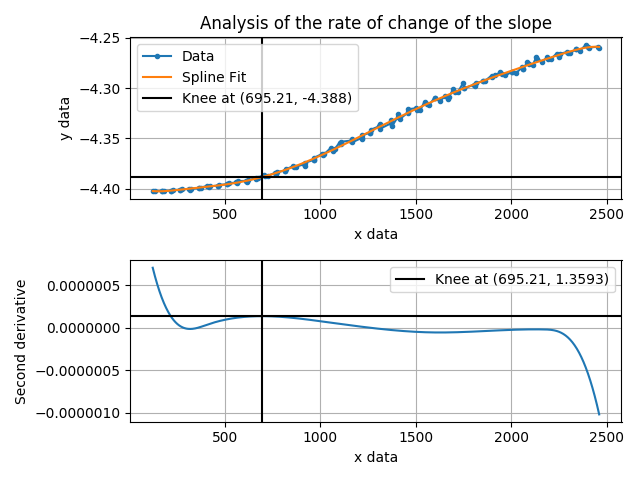 Analysis of the rate of change of the slope
−4.25
−4.30
−4.35
−4.40
y data
Data
Spline Fit
Knee at (695.21, -4.388)
500
1000
1500
2000
2500
x data
0.0000005
0.0000000
−0.0000005
−0.0000010
Second derivative
Knee at (695.21, 1.3593)
500
1000
1500
2000
2500
x data